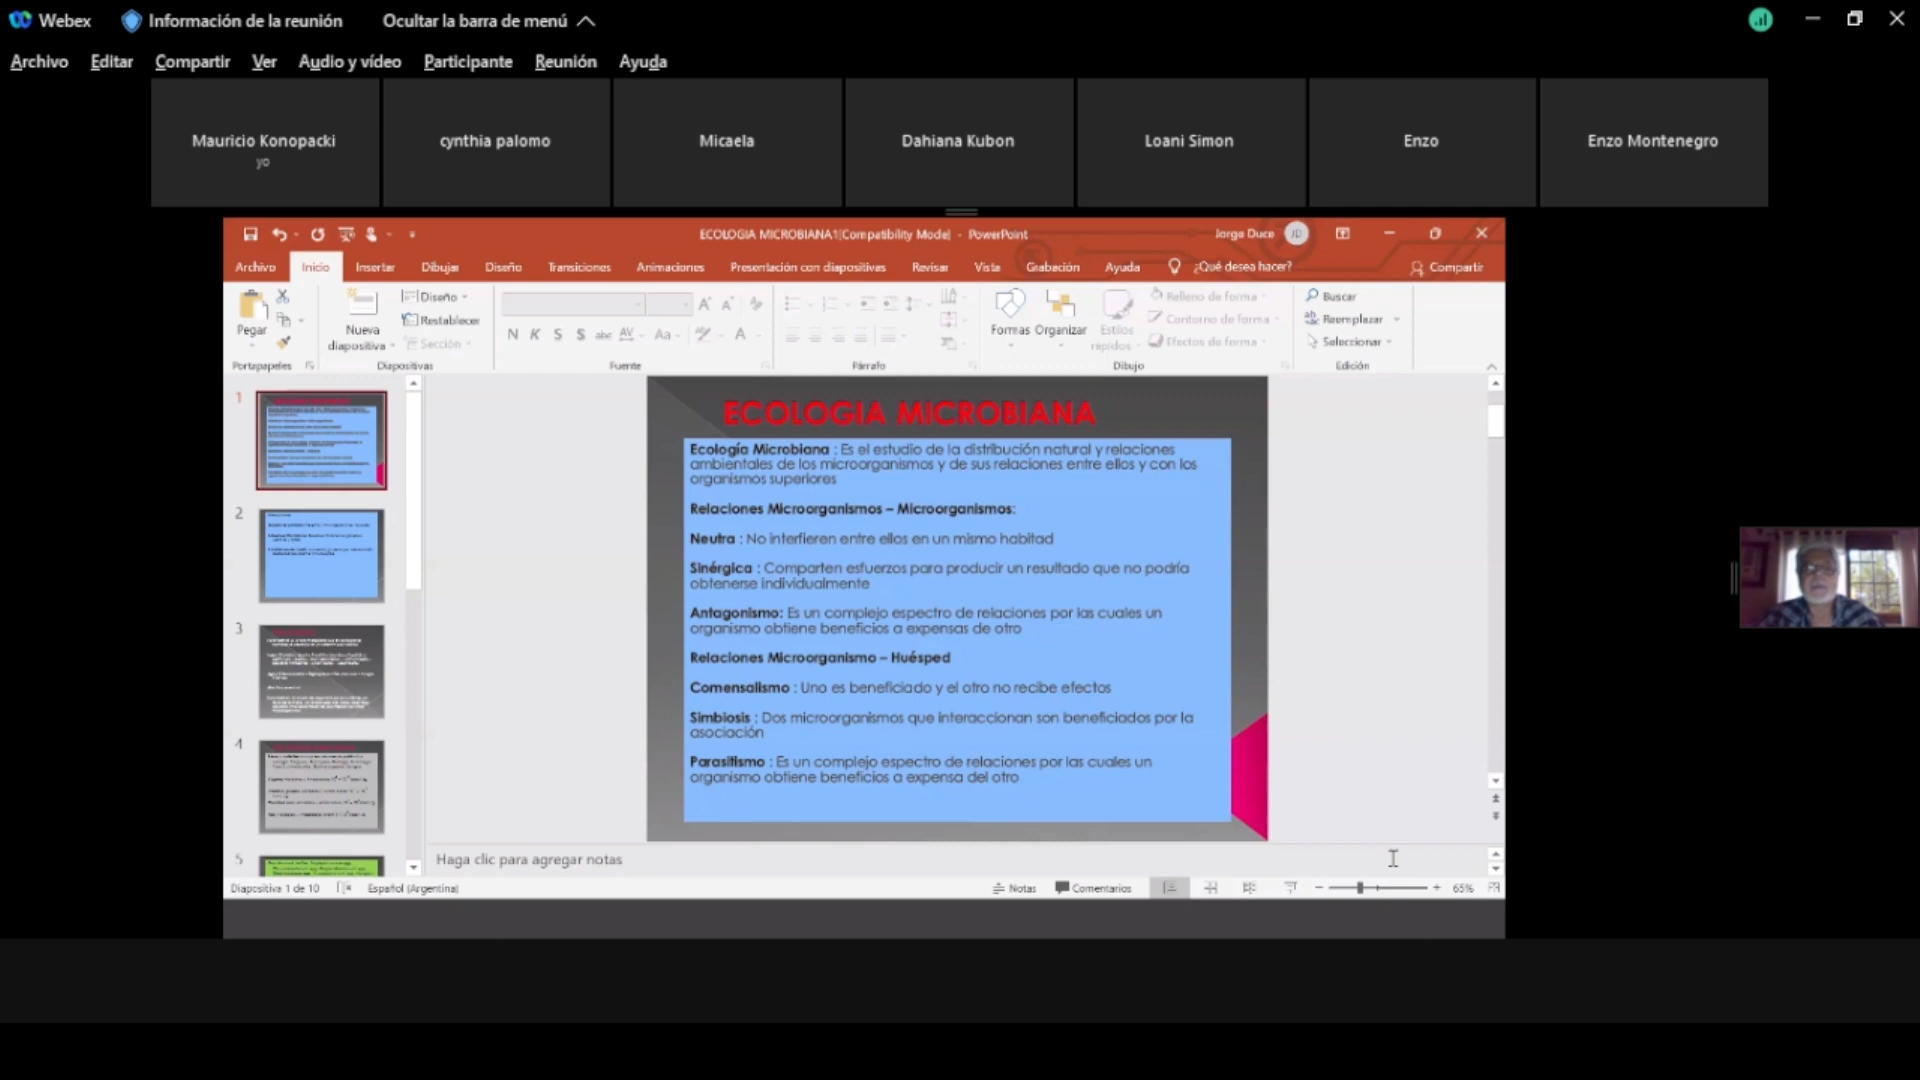 Webex Información de la reunión Ocultar la barra de menú
Archivo Editar Compartir Ver Audio y vídeo Participante Reunión Ayuda
Mauricio Konopacki cynthia palomo Micaela Dahiana Kubon Loani Simon Enzo Enzo Montenegro
yo
ECOLOGIA MICROBIANA1[Compatibility Mode] - PowerPoint Jorge Duce JD
Archivo Inicio Insertar Dibujar Diseño Transiciones Animaciones Presentación con diapositivas Revisar Vista Grabación Ayuda ¿Qué desea hacer? Compartir
Pegar
Nueva
diapositiva
Diseño
Restablecer
Sección
N K S S abc AV Aa A
Formas Organizar Estilos
rápidos
Relleno de forma
Contorno de forma
Efectos de forma
Buscar
Reemplazar
Seleccionar
Portapapeles Diapositivas Fuente Párrafo Dibujo Edición
1
2
3
4
5
ECOLOGIA MICROBIANA
Ecología Microbiana : Es el estudio de la distribución natural y relaciones
ambientales de los microorganismos y de sus relaciones entre ellos y con los
organismos superiores
Relaciones Microorganismos – Microorganismos:
Neutra : No interfieren entre ellos en un mismo habitad
Sinérgica : Comparten esfuerzos para producir un resultado que no podría
obtenerse individualmente
Antagonismo: Es un complejo espectro de relaciones por las cuales un
organismo obtiene beneficios a expensas de otro
Relaciones Microorganismo – Huésped
Comensalismo : Uno es beneficiado y el otro no recibe efectos
Simbiosis : Dos microorganismos que interaccionan son beneficiados por la
asociación
Parasitismo : Es un complejo espectro de relaciones por las cuales un
organismo obtiene beneficios a expensa del otro
Haga clic para agregar notas
Diapositiva 1 de 10 Español (Argentina) Notas Comentarios 65%